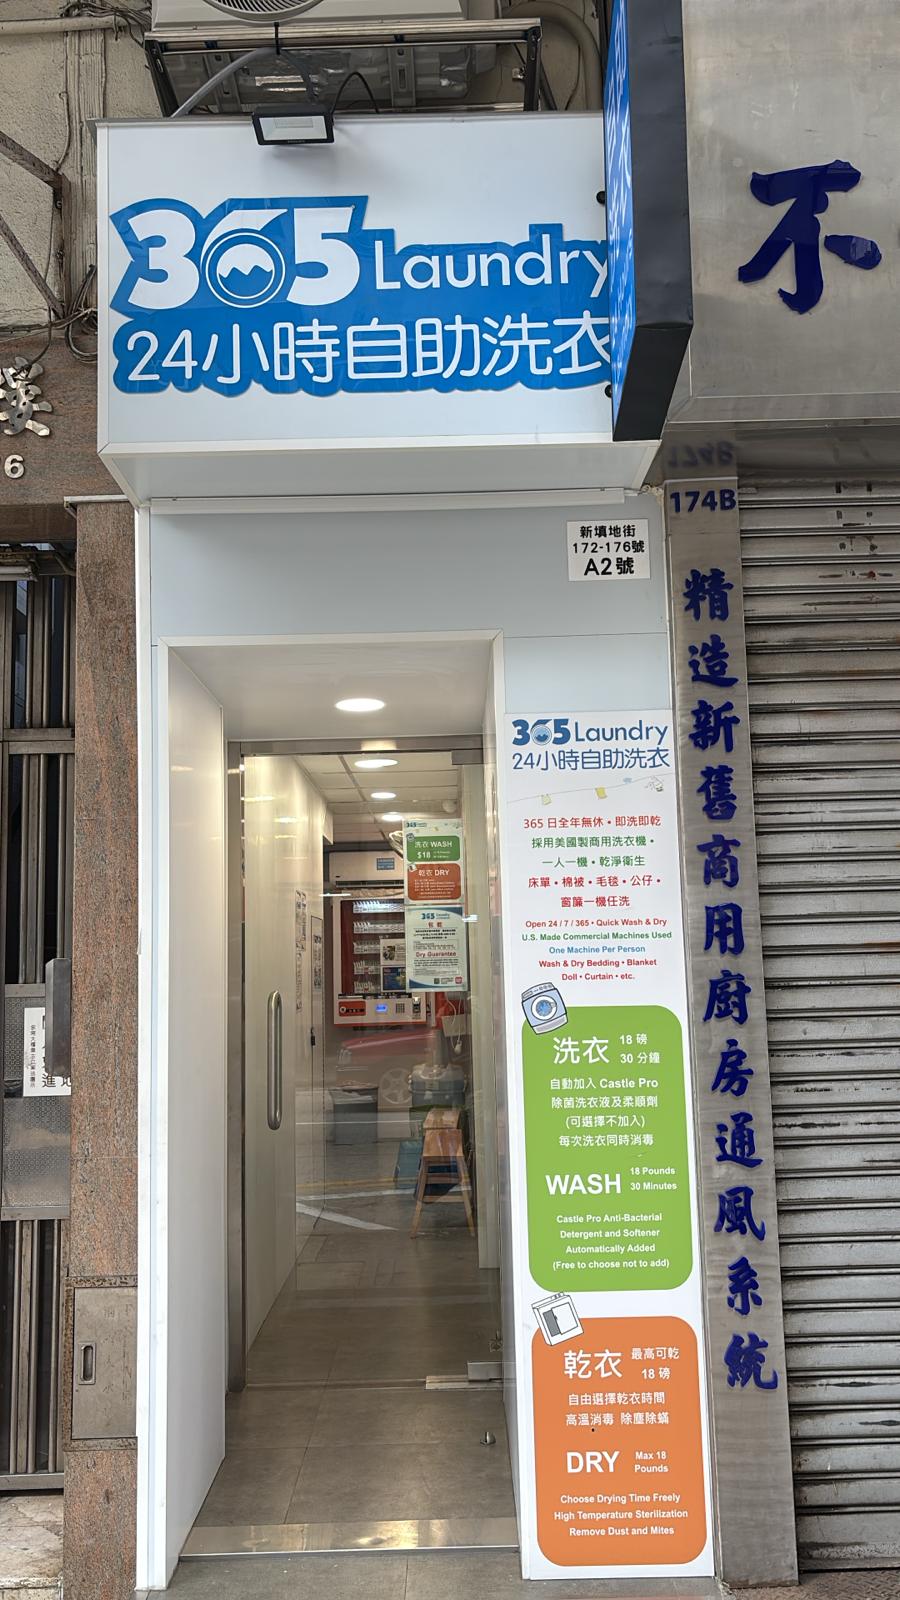 365 Laundry
24小時自助洗衣
不
6
174B
新填地街
172-176號
A2號
精造新舊商用廚房通風系統
365 Laundry
24小時自助洗衣
365 日全年無休・即洗即乾
採用美國製商用洗衣機・
一人一機・乾淨衛生
床單・棉被・毛毯・公仔・
窗簾一機任洗
Open 24 / 7 / 365 • Quick Wash & Dry
U.S. Made Commercial Machines Used
One Machine Per Person
Wash & Dry Bedding • Blanket
Doll • Curtain • etc.
洗衣 18 磅
30 分鐘
自動加入 Castle Pro
除菌洗衣液及柔順劑
(可選擇不加入)
每次洗衣同時消毒
WASH 18 Pounds
30 Minutes
Castle Pro Anti-Bacterial
Detergent and Softener
Automatically Added
(Free to choose not to add)
乾衣 最高可乾
18 磅
自由選擇乾衣時間
高溫消毒 除塵除蟎
DRY Max 18
Pounds
Choose Drying Time Freely
High Temperature Sterilization
Remove Dust and Mites
洗衣 WASH
$18
乾衣 DRY
365 Laundry
Dry Guarantee